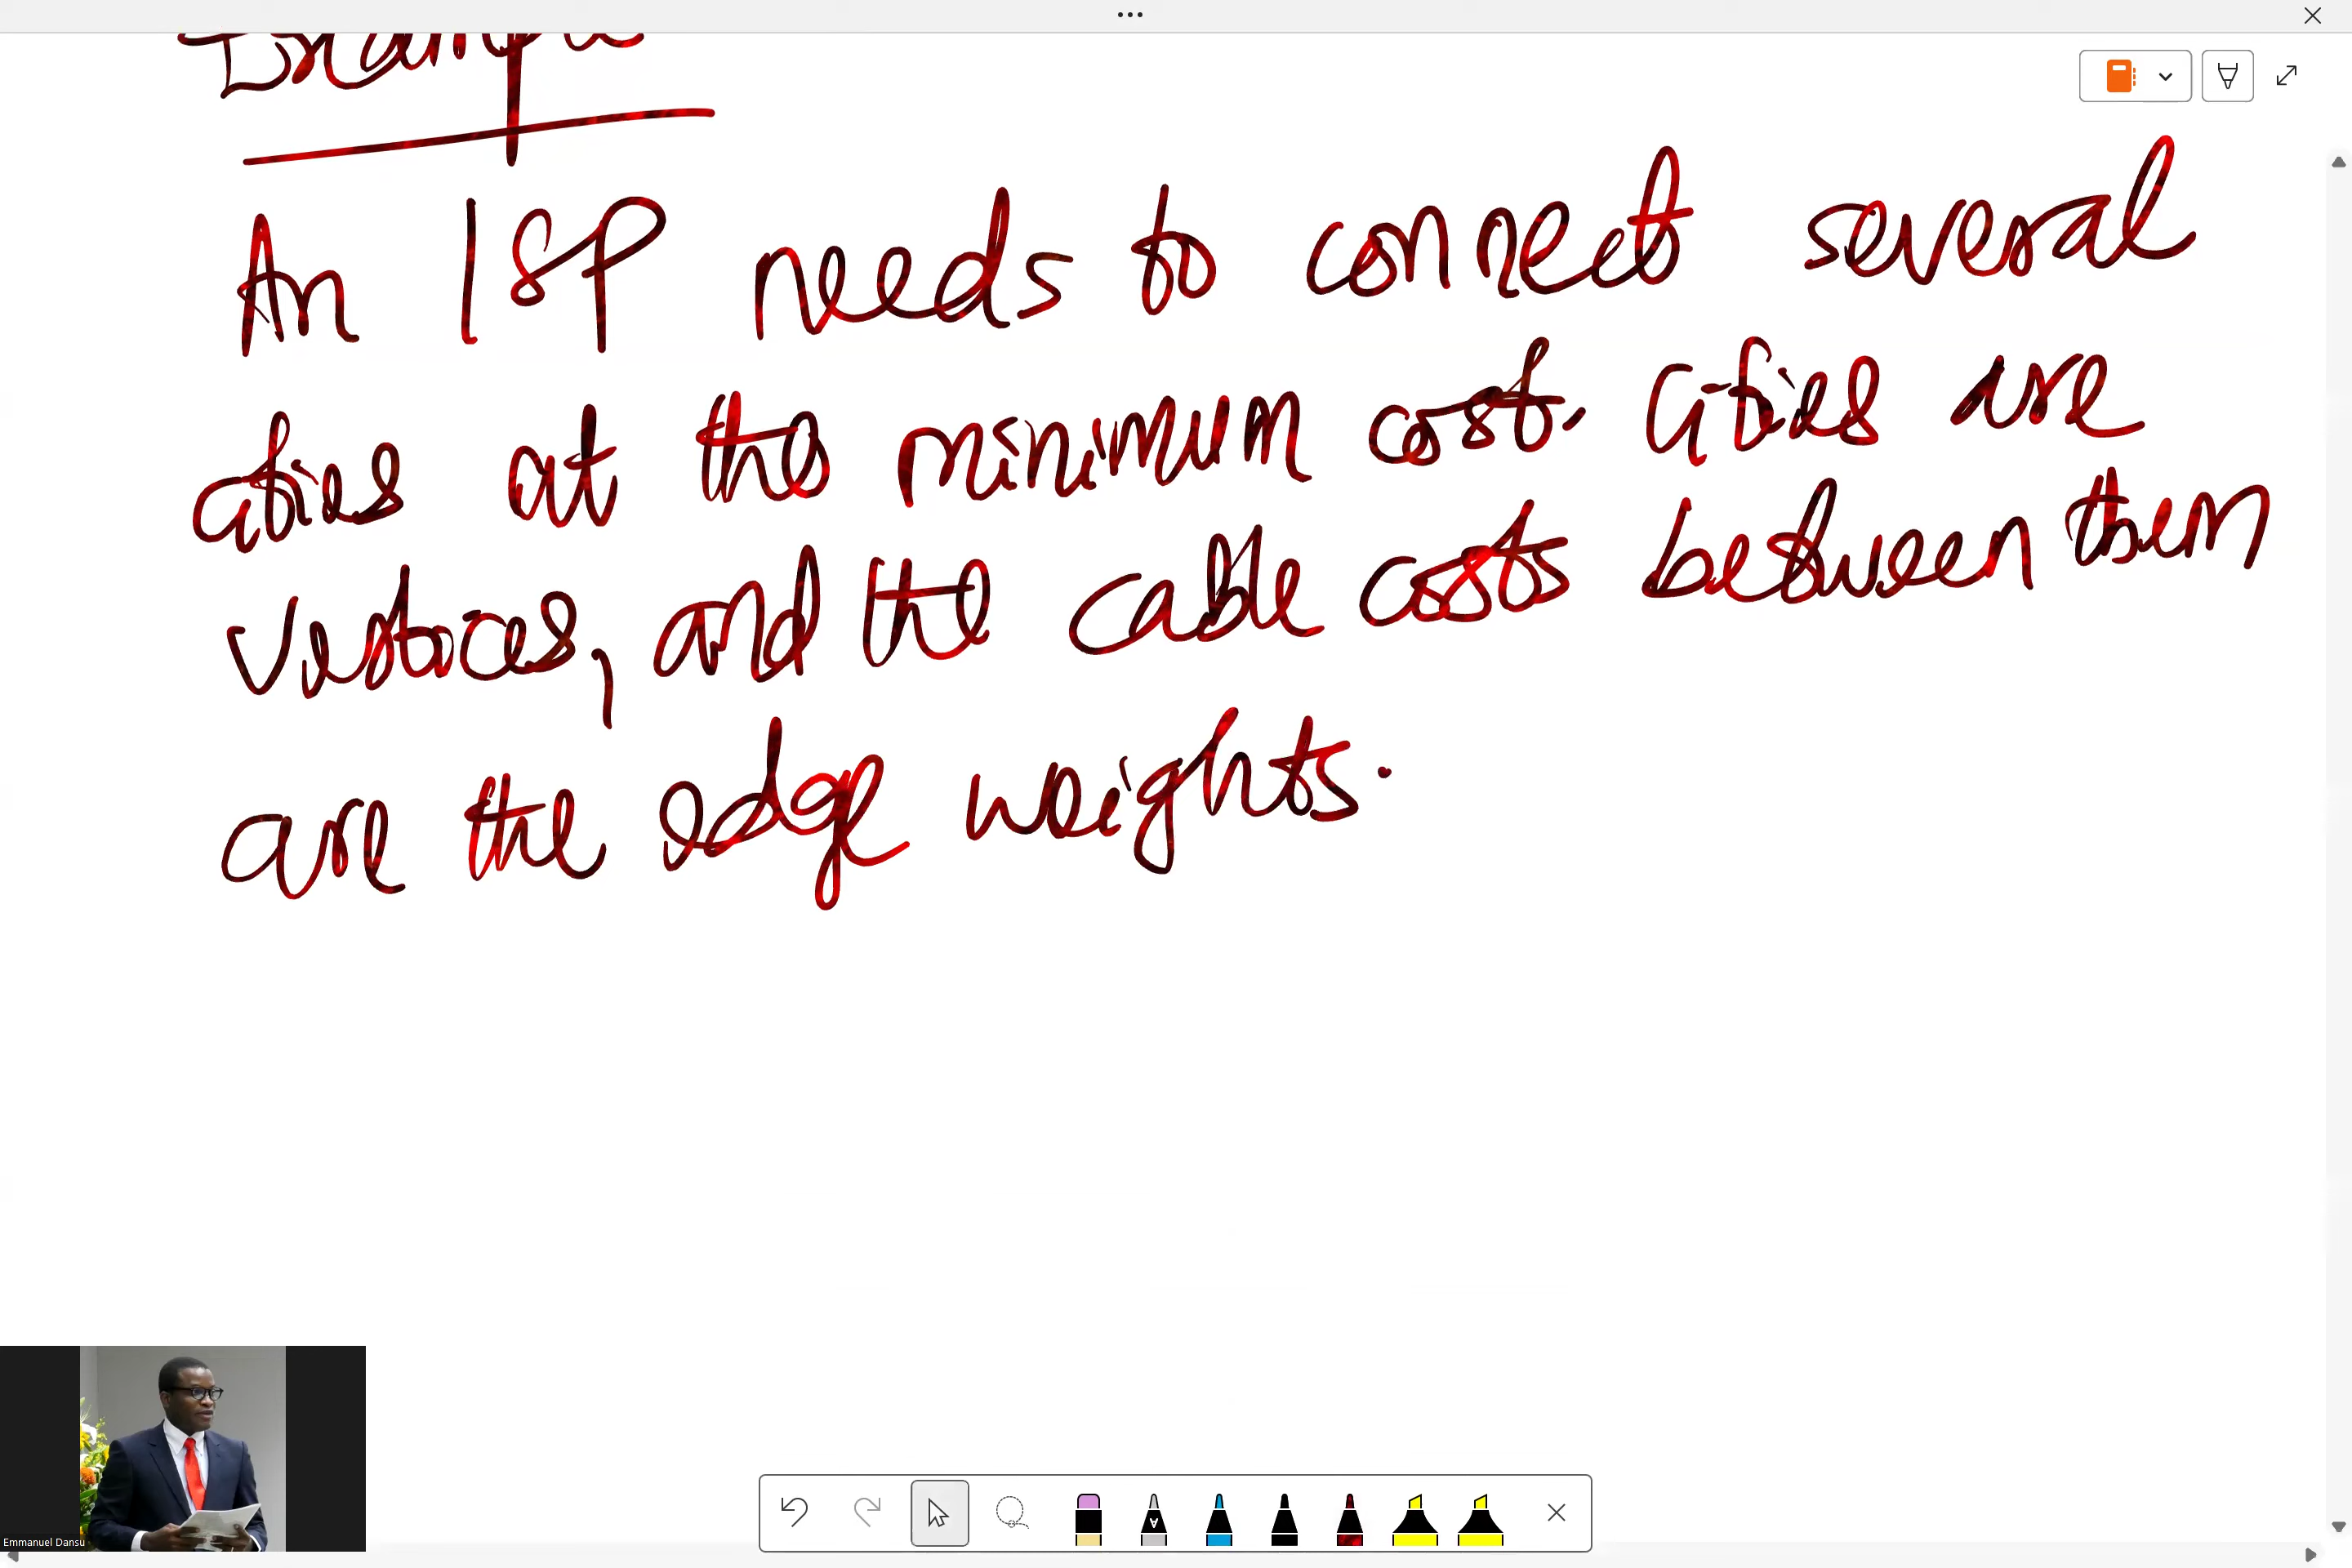 Example
An ISP needs to connect several
cities at the minimum cost. Cities are
vertices, and the cable costs between them
are the edge weights.
Emmanuel Dansu